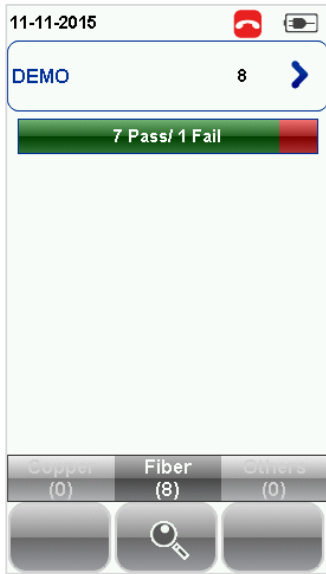 11-11-2015
DEMO 8
7 Pass/ 1 Fail
Copper Fiber Others
(0) (8) (0)